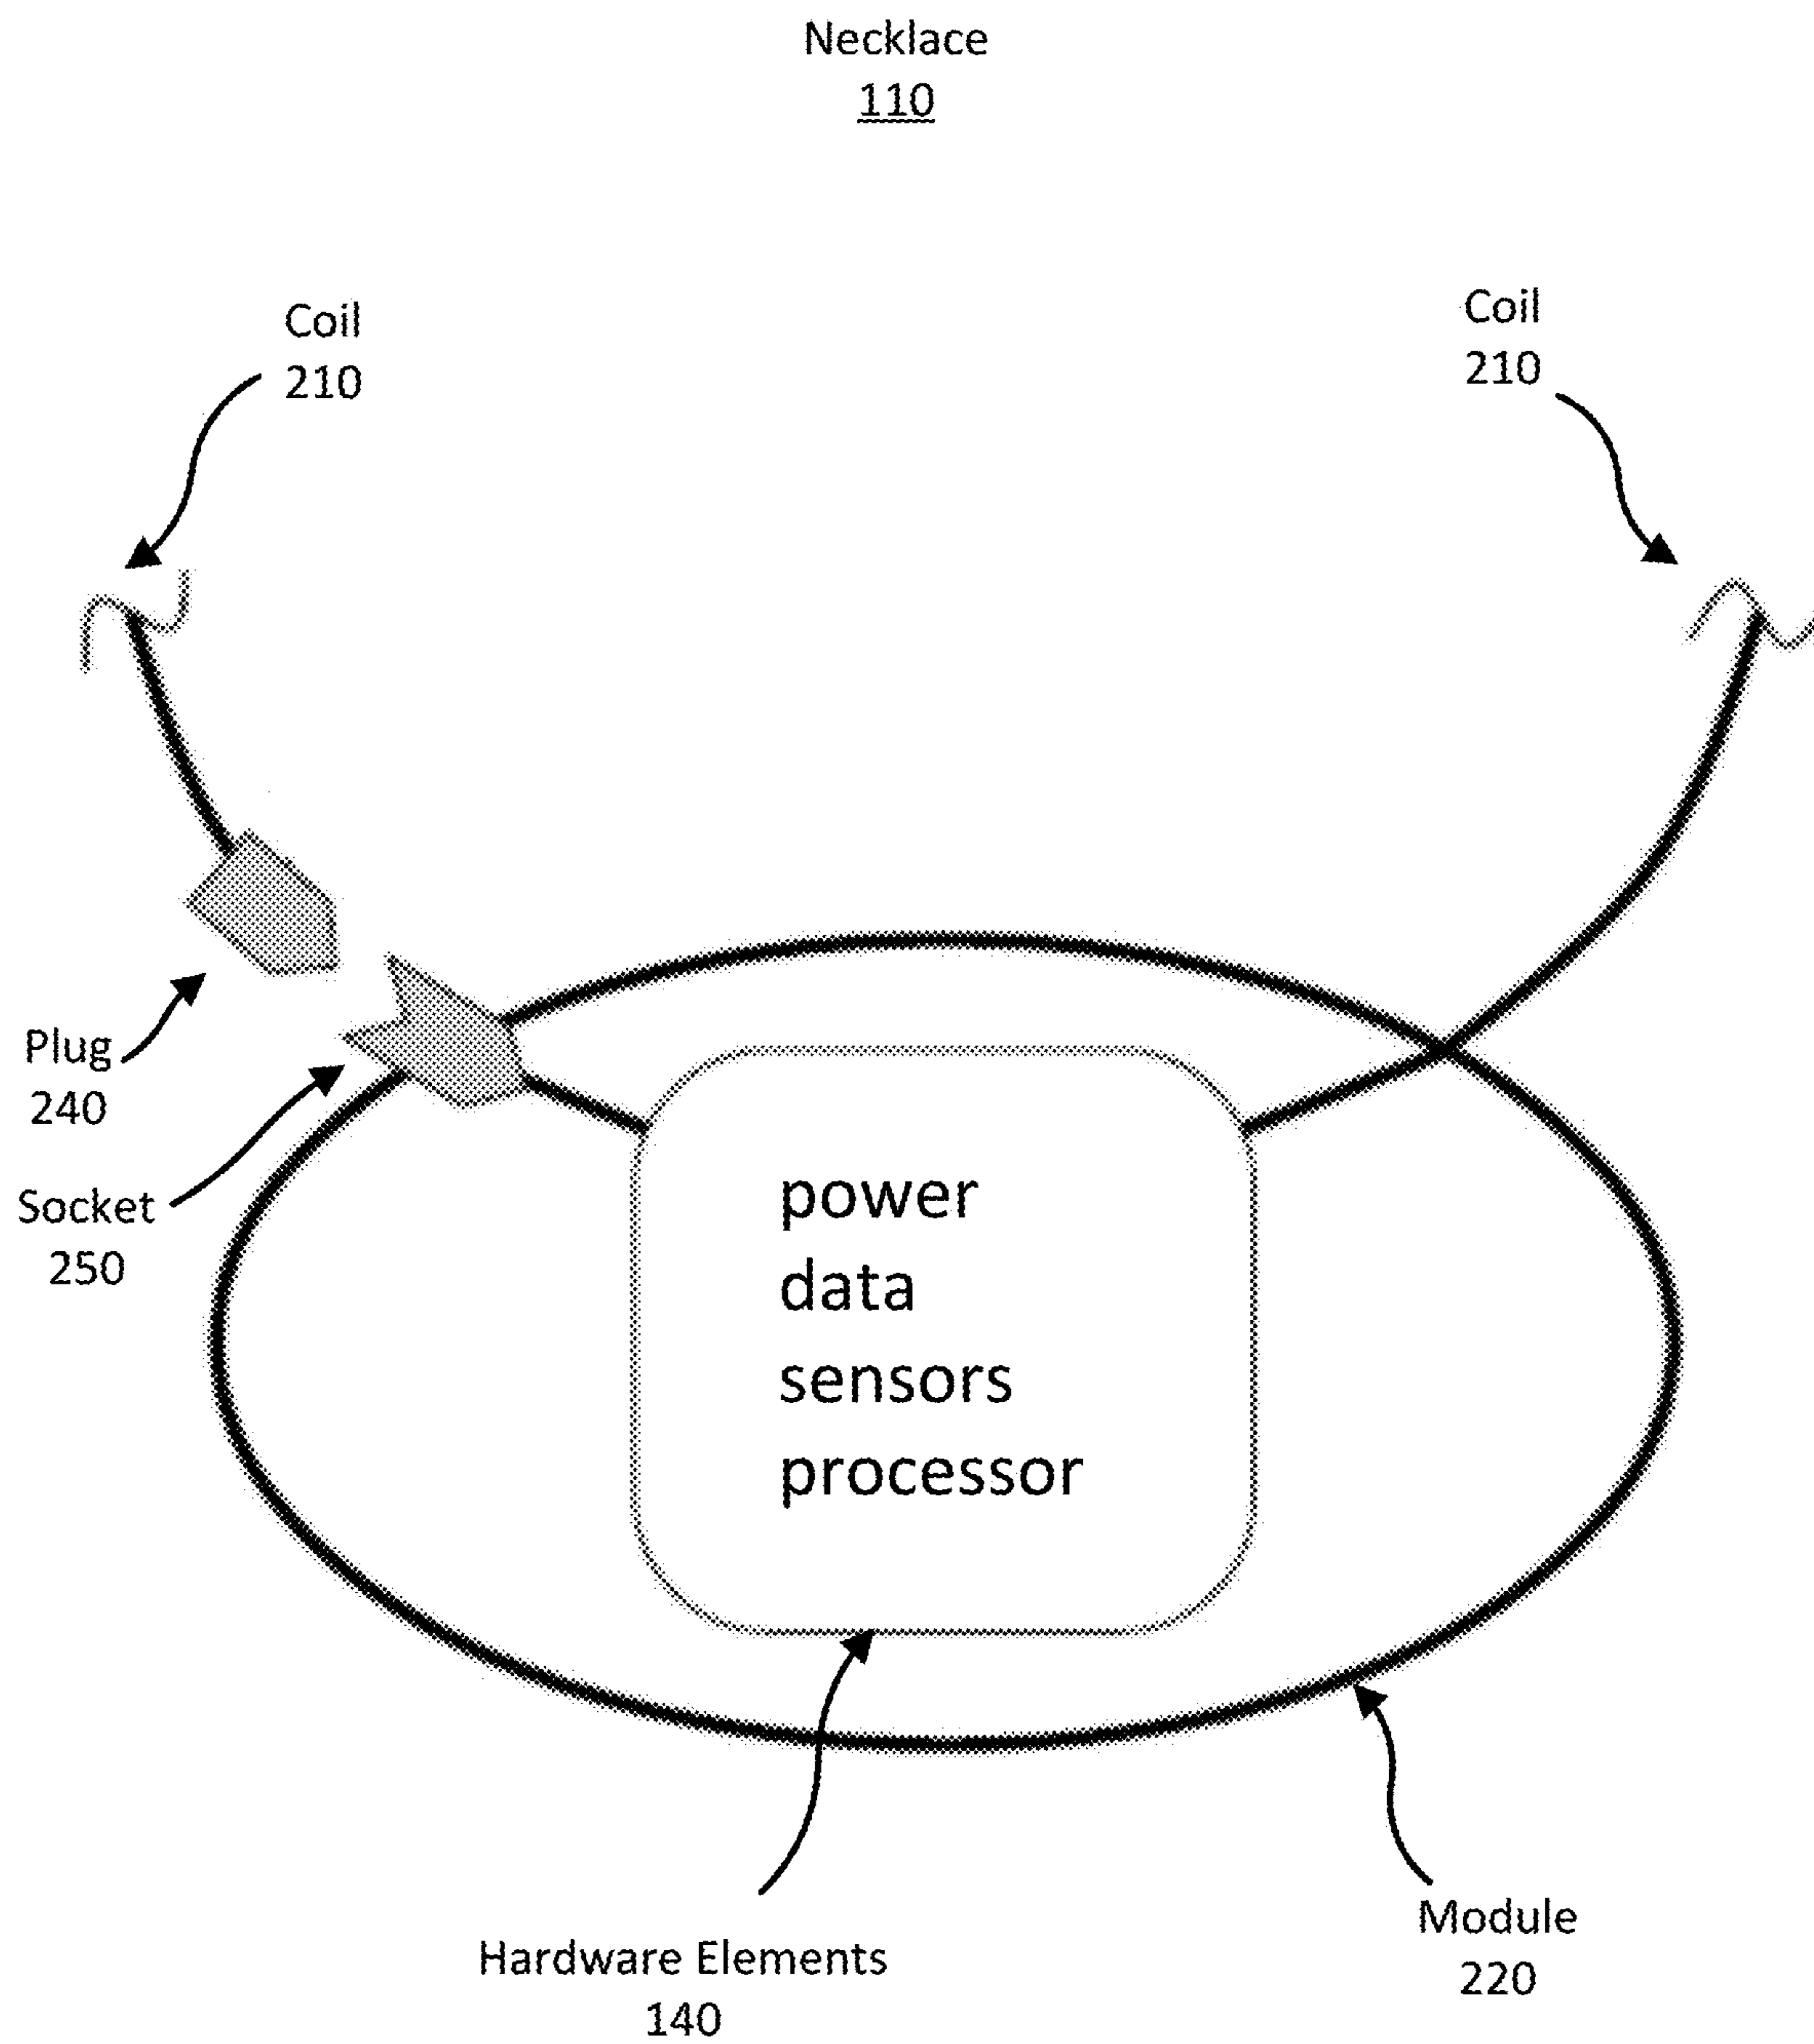 Necklace
110
Coil
210
Coil
210
Plug
240
Socket
250
power
data
sensors
processor
Hardware Elements
140
Module
220